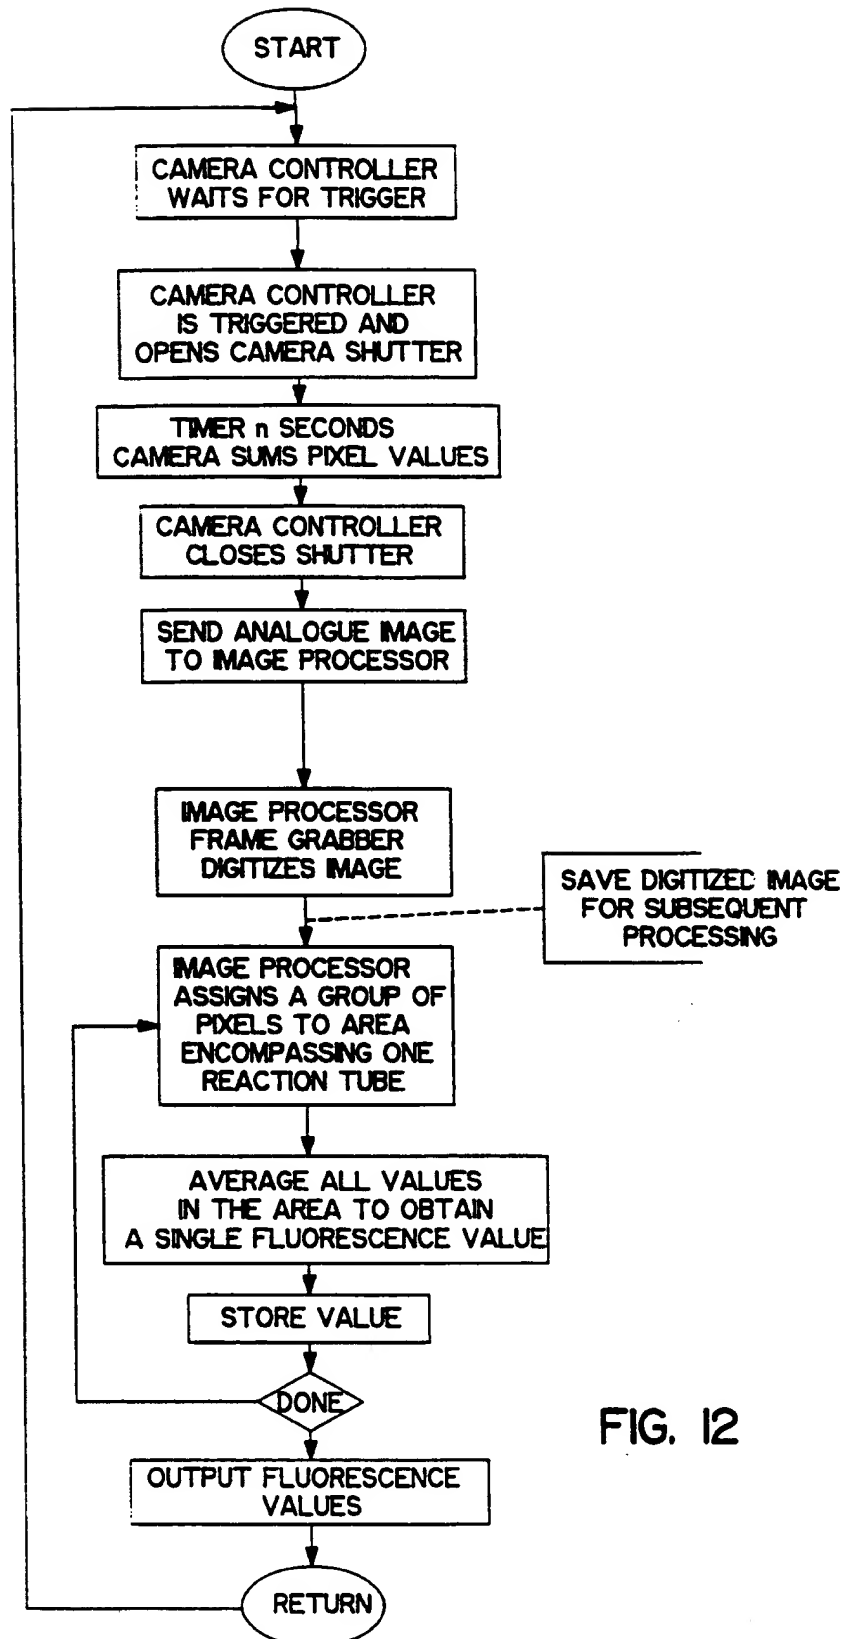 START
CAMERA CONTROLLER
WAITS FOR TRIGGER
CAMERA CONTROLLER
IS TRIGGERED AND
OPENS CAMERA SHUTTER
TIMER n SECONDS
CAMERA SUMS PIXEL VALUES
CAMERA CONTROLLER
CLOSES SHUTTER
SEND ANALOGUE IMAGE
TO IMAGE PROCESSOR
IMAGE PROCESSOR
FRAME GRABBER
DIGITIZES IMAGE
SAVE DIGITIZED IMAGE
FOR SUBSEQUENT
PROCESSING
IMAGE PROCESSOR
ASSIGNS A GROUP OF
PIXELS TO AREA
ENCOMPASSING ONE
REACTION TUBE
AVERAGE ALL VALUES
IN THE AREA TO OBTAIN
A SINGLE FLUORESCENCE VALUE
STORE VALUE
DONE
OUTPUT FLUORESCENCE
VALUES
RETURN
FIG. 12